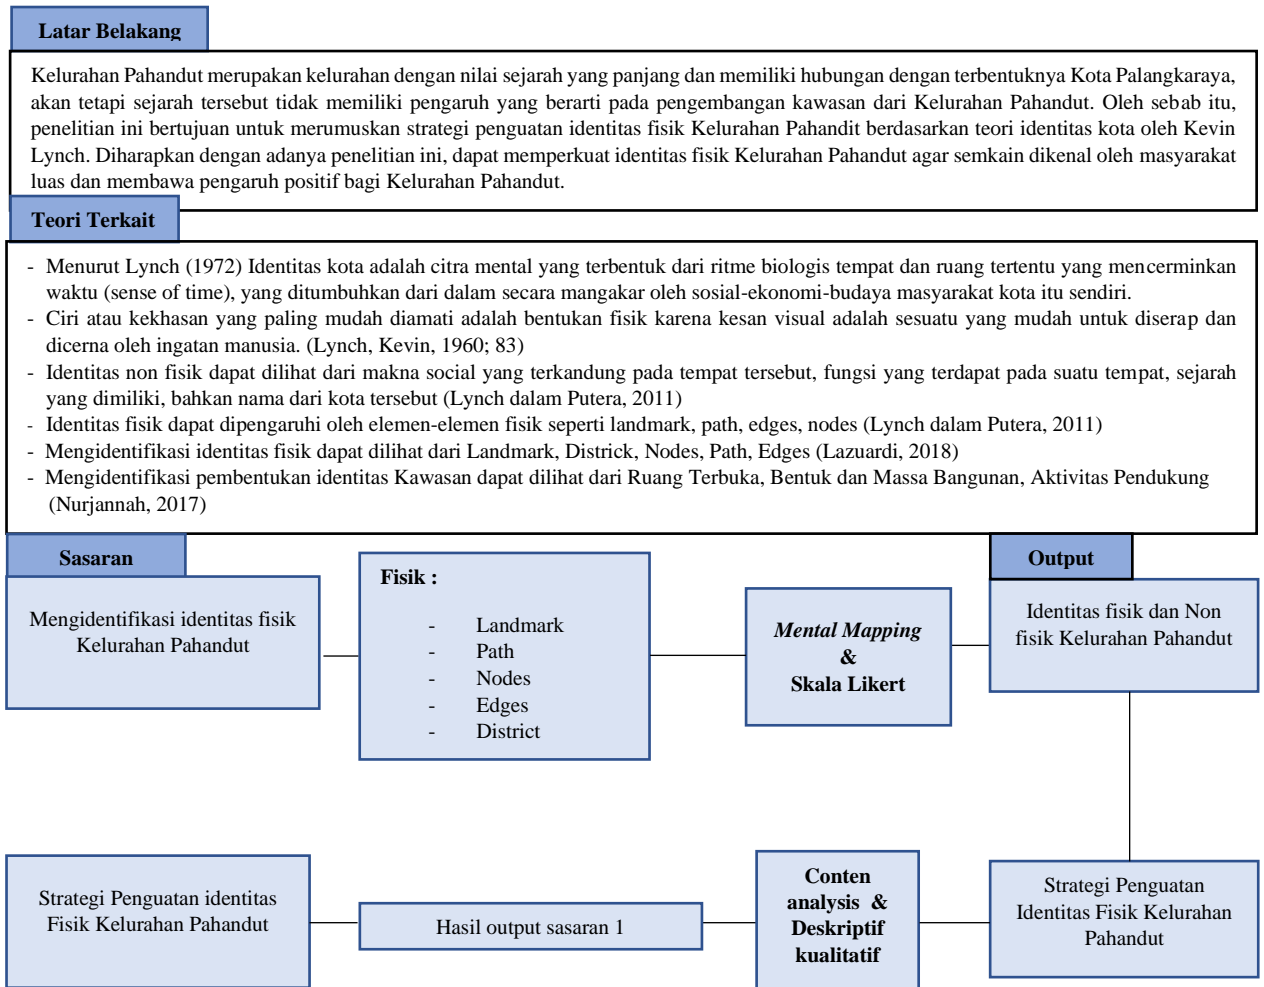 Latar Belakang
Kelurahan Pahandut merupakan kelurahan dengan nilai sejarah yang panjang dan memiliki hubungan dengan terbentuknya Kota Palangkaraya,
akan tetapi sejarah tersebut tidak memiliki pengaruh yang berarti pada pengembangan kawasan dari Kelurahan Pahandut. Oleh sebab itu,
penelitian ini bertujuan untuk merumuskan strategi penguatan identitas fisik Kelurahan Pahandit berdasarkan teori identitas kota oleh Kevin
Lynch. Diharapkan dengan adanya penelitian ini, dapat memperkuat identitas fisik Kelurahan Pahandut agar semkain dikenal oleh masyarakat
luas dan membawa pengaruh positif bagi Kelurahan Pahandut.
Teori Terkait
- Menurut Lynch (1972) Identitas kota adalah citra mental yang terbentuk dari ritme biologis tempat dan ruang tertentu yang mencerminkan
waktu (sense of time), yang ditumbuhkan dari dalam secara mangakar oleh sosial-ekonomi-budaya masyarakat kota itu sendiri.
- Ciri atau kekhasan yang paling mudah diamati adalah bentukan fisik karena kesan visual adalah sesuatu yang mudah untuk diserap dan
dicerna oleh ingatan manusia. (Lynch, Kevin, 1960; 83)
- Identitas non fisik dapat dilihat dari makna social yang terkandung pada tempat tersebut, fungsi yang terdapat pada suatu tempat, sejarah
yang dimiliki, bahkan nama dari kota tersebut (Lynch dalam Putera, 2011)
- Identitas fisik dapat dipengaruhi oleh elemen-elemen fisik seperti landmark, path, edges, nodes (Lynch dalam Putera, 2011)
- Mengidentifikasi identitas fisik dapat dilihat dari Landmark, Districk, Nodes, Path, Edges (Lazuardi, 2018)
- Mengidentifikasi pembentukan identitas Kawasan dapat dilihat dari Ruang Terbuka, Bentuk dan Massa Bangunan, Aktivitas Pendukung
(Nurjannah, 2017)
Sasaran
Output
Mengidentifikasi identitas fisik
Kelurahan Pahandut
Fisik :
- Landmark
- Path
- Nodes
- Edges
- District
Mental Mapping
&
Skala Likert
Identitas fisik dan Non
fisik Kelurahan Pahandut
Strategi Penguatan identitas
Fisik Kelurahan Pahandut
Hasil output sasaran 1
Conten
analysis &
Deskriptif
kualitatif
Strategi Penguatan
Identitas Fisik Kelurahan
Pahandut